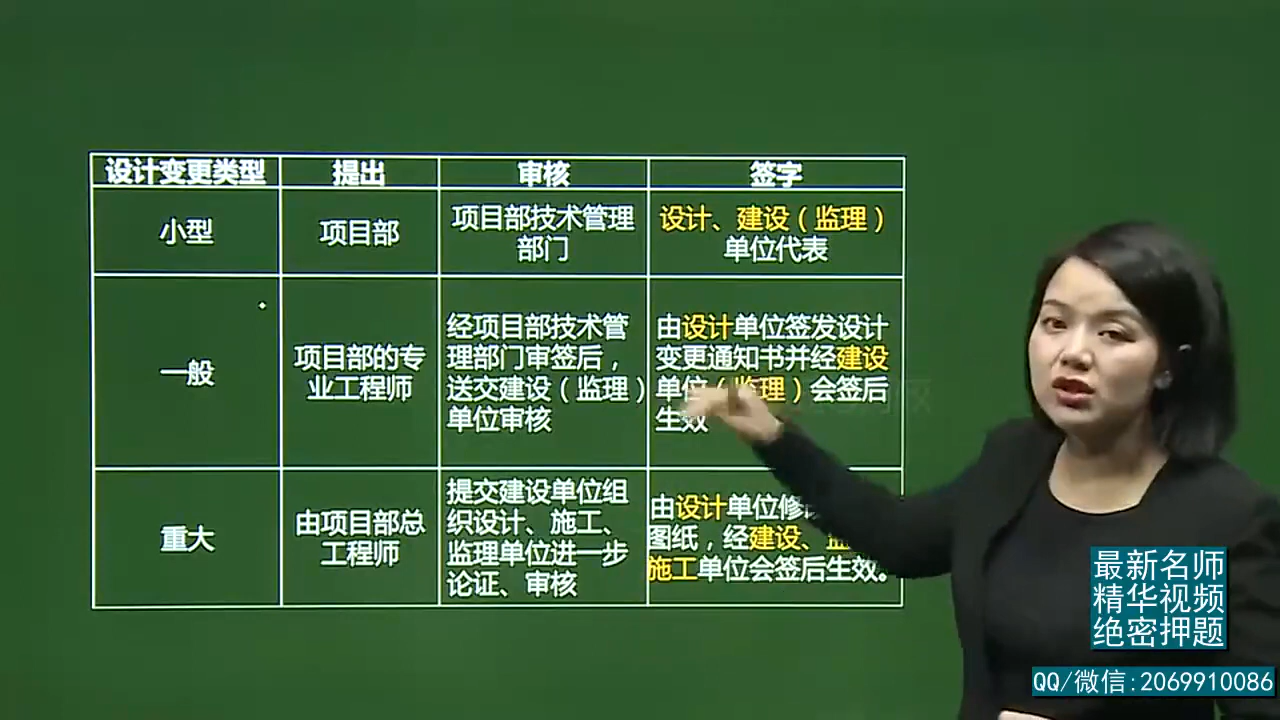 设计变更类型
提出
审核
签字
小型
项目部
项目部技术管理
部门
设计、建设（监理）
单位代表
一般
项目部的专
业工程师
经项目部技术管
理部门审签后，
送交建设（监理）
单位审核
由设计单位签发设计
变更通知书并经建设
单位（监理）会签后
生效
重大
由项目部总
工程师
提交建设单位组
织设计、施工、
监理单位进一步
论证、审核
由设计单位修
图纸，经建设、监
施工单位会签后生效。
最新名师
精华视频
绝密押题
QQ/微信:2069910086